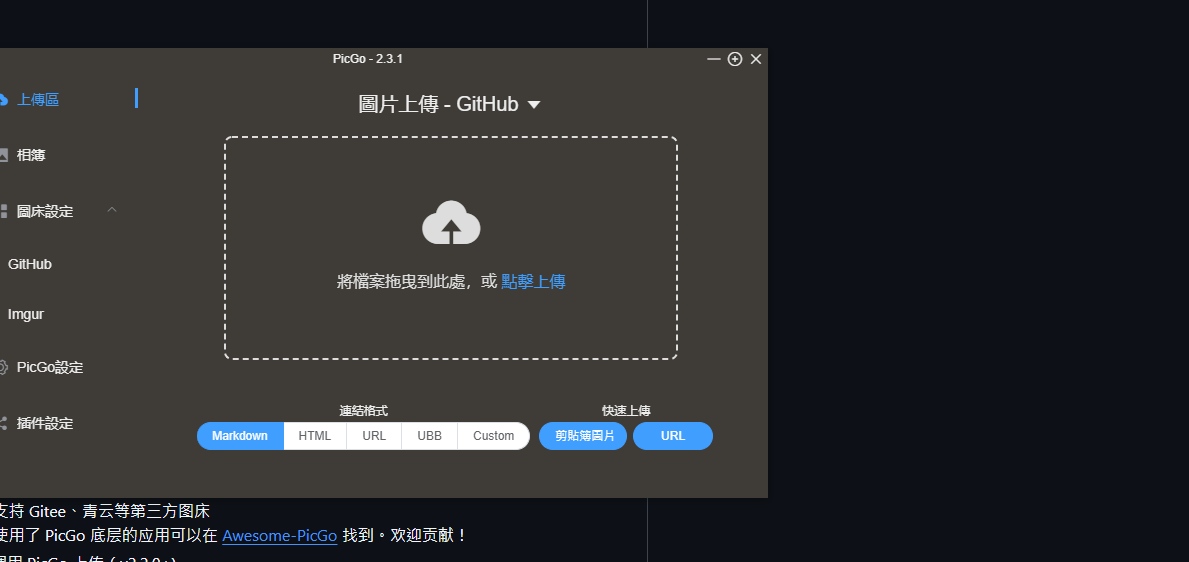 PicGo - 2.3.1
上傳區
相簿
圖床設定
GitHub
Imgur
PicGo設定
插件設定
圖片上傳 - GitHub
將檔案拖曳到此處，或 點擊上傳
連結格式
Markdown HTML URL UBB Custom
快速上傳
剪貼簿圖片 URL
支持 Gitee、青云等第三方图床
使用了 PicGo 底层的应用可以在 Awesome-PicGo 找到。欢迎贡献！
用 PicGo 上传